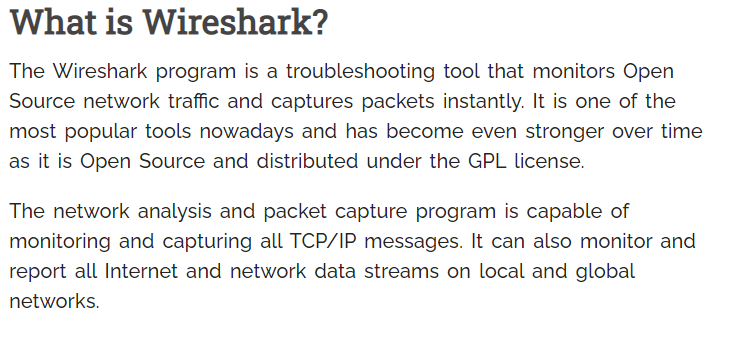 What is Wireshark?
The Wireshark program is a troubleshooting tool that monitors Open
Source network traffic and captures packets instantly. It is one of the
most popular tools nowadays and has become even stronger over time
as it is Open Source and distributed under the GPL license.
The network analysis and packet capture program is capable of
monitoring and capturing all TCP/IP messages. It can also monitor and
report all Internet and network data streams on local and global
networks.